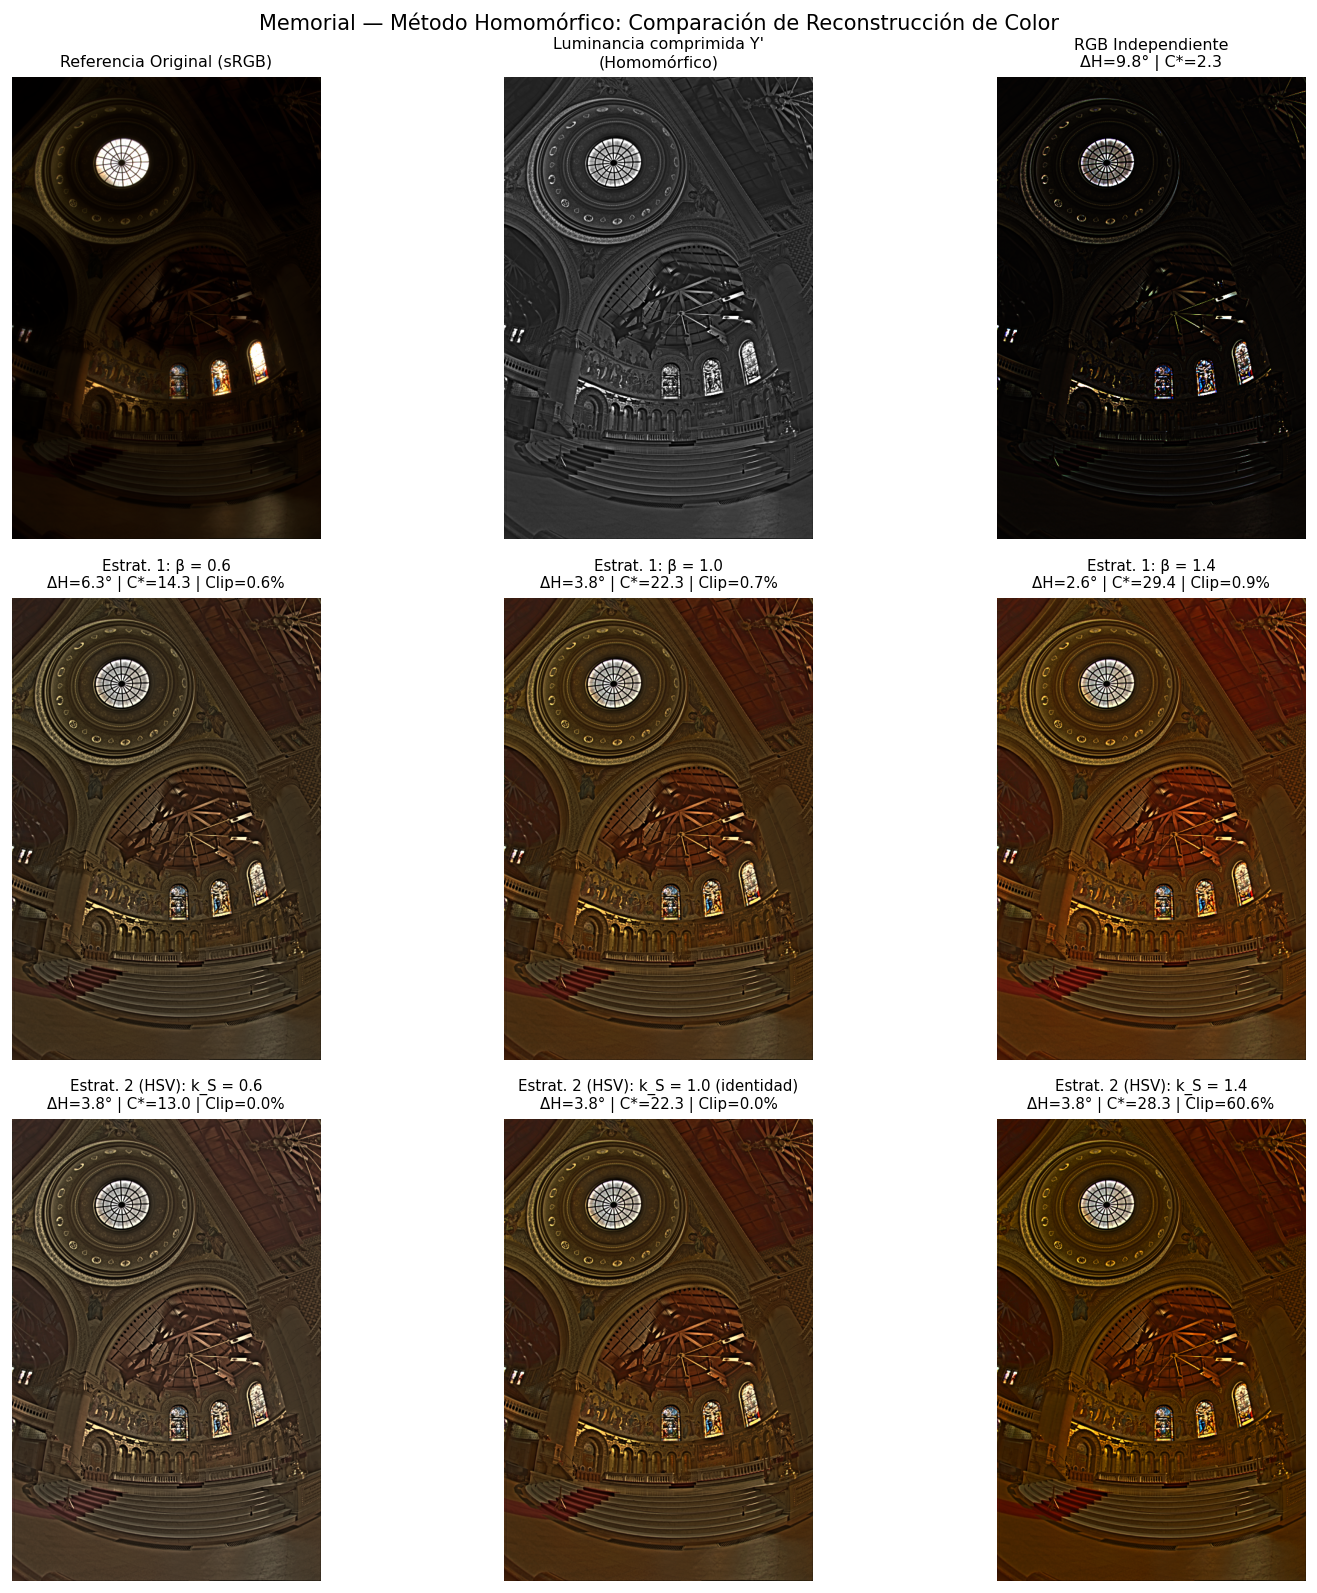 Memorial — Método Homomórfico: Comparación de Reconstrucción de Color
Referencia Original (sRGB)
Luminancia comprimida Y'
(Homomórfico)
RGB Independiente
ΔH=9.8° | C*=2.3
Estrat. 1: β = 0.6
ΔH=6.3° | C*=14.3 | Clip=0.6%
Estrat. 1: β = 1.0
ΔH=3.8° | C*=22.3 | Clip=0.7%
Estrat. 1: β = 1.4
ΔH=2.6° | C*=29.4 | Clip=0.9%
Estrat. 2 (HSV): k_S = 0.6
ΔH=3.8° | C*=13.0 | Clip=0.0%
Estrat. 2 (HSV): k_S = 1.0 (identidad)
ΔH=3.8° | C*=22.3 | Clip=0.0%
Estrat. 2 (HSV): k_S = 1.4
ΔH=3.8° | C*=28.3 | Clip=60.6%